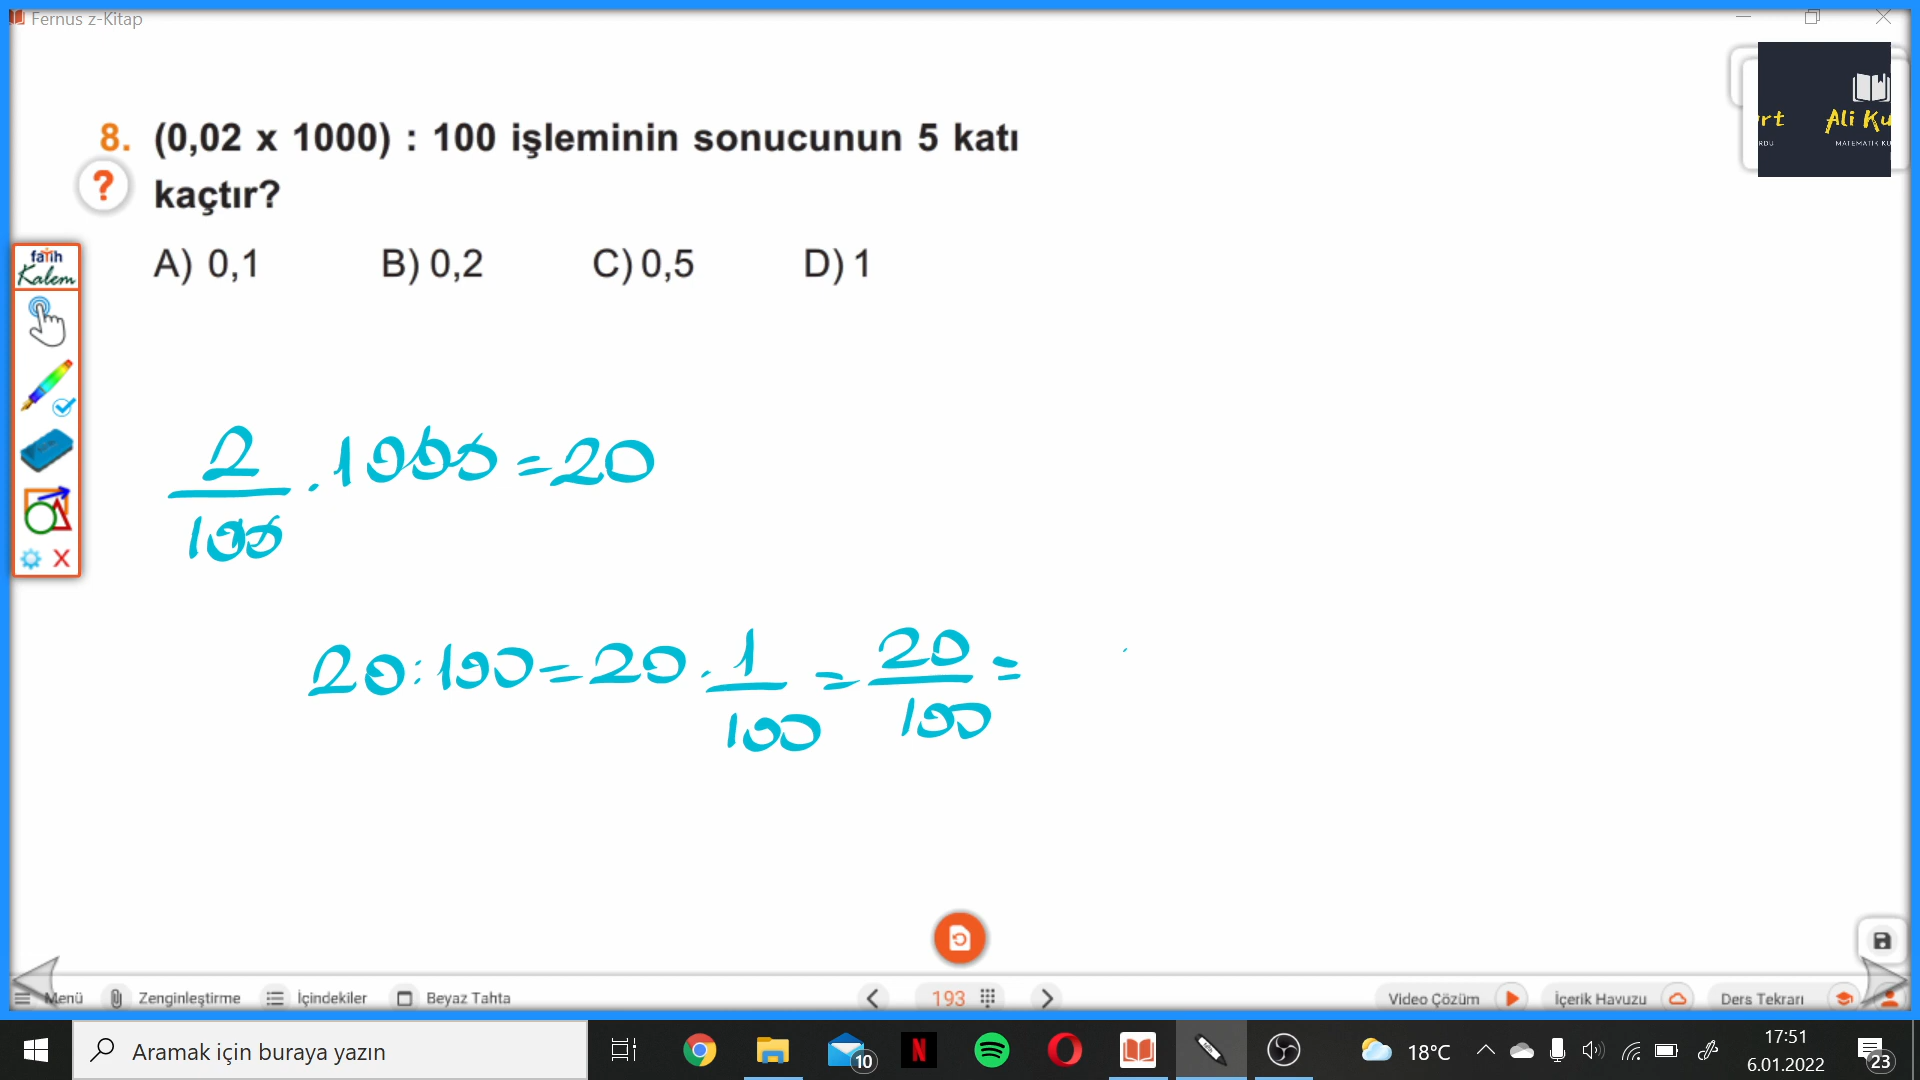 Fernus z-Kitap
Ali Ku
MATEMATİK KU
8. (0,02 x 1000) : 100 işleminin sonucunun 5 katı
?
kaçtır?
A) 0,1 B) 0,2 C) 0,5 D) 1
fatih
Kalem
2/100 . 1000 = 20
20 : 100 = 20 . 1/100 = 20/100 =
Menü Zenginleştirme İçindekiler Beyaz Tahta 193 Video Çözüm İçerik Havuzu Ders Tekrarı
Aramak için buraya yazın 10 18°C 17:51
6.01.2022 23